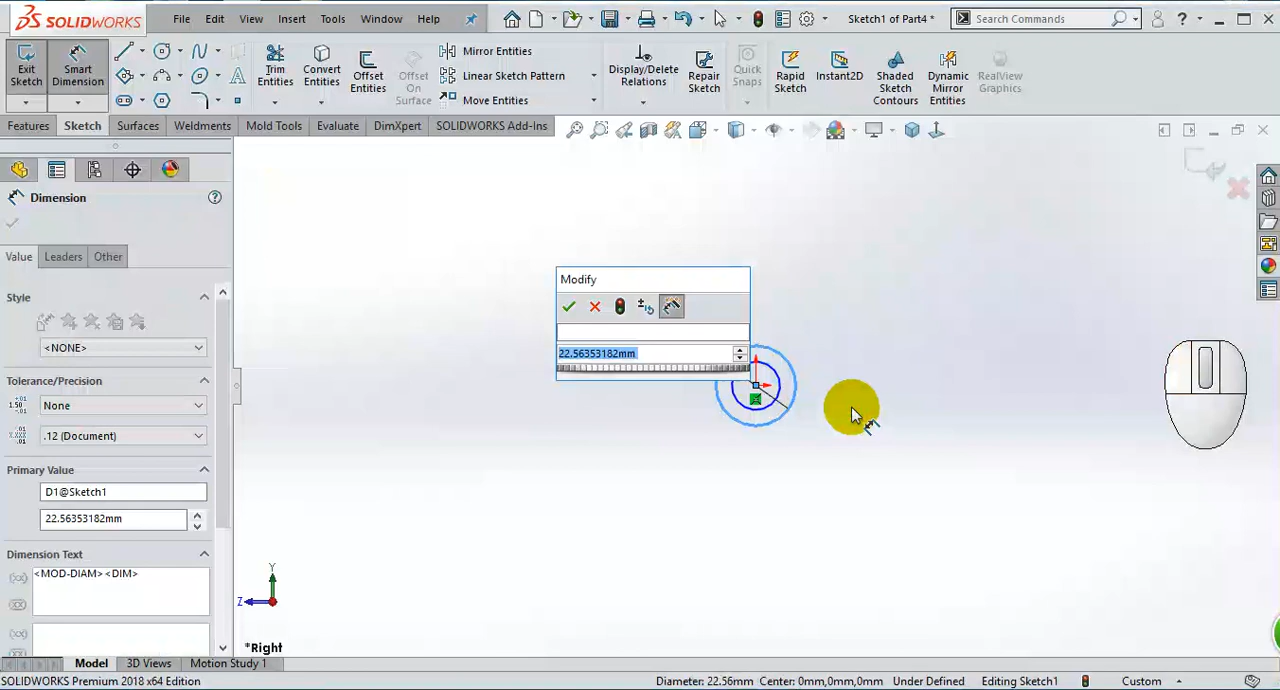 SOLIDWORKS
File Edit View Insert Tools Window Help
Sketch1 of Part4 *
Search Commands
Exit Sketch
Smart Dimension
Trim Entities
Convert Entities
Offset Entities
Offset On Surface
Mirror Entities
Linear Sketch Pattern
Move Entities
Display/Delete Relations
Repair Sketch
Quick Snaps
Rapid Sketch
Instant2D
Shaded Sketch Contours
Dynamic Mirror Entities
RealView Graphics
Features Sketch Surfaces Weldments Mold Tools Evaluate DimXpert SOLIDWORKS Add-Ins
Dimension
Value Leaders Other
Style
<NONE>
Tolerance/Precision
None
.12 (Document)
Primary Value
D1@Sketch1
22.56353182mm
Dimension Text
<MOD-DIAM><DIM>
Modify
22.56353182mm
Y
Z
*Right
Model 3D Views Motion Study 1
SOLIDWORKS Premium 2018 x64 Edition
Diameter: 22.56mm Center: 0mm,0mm,0mm Under Defined Editing Sketch1 Custom